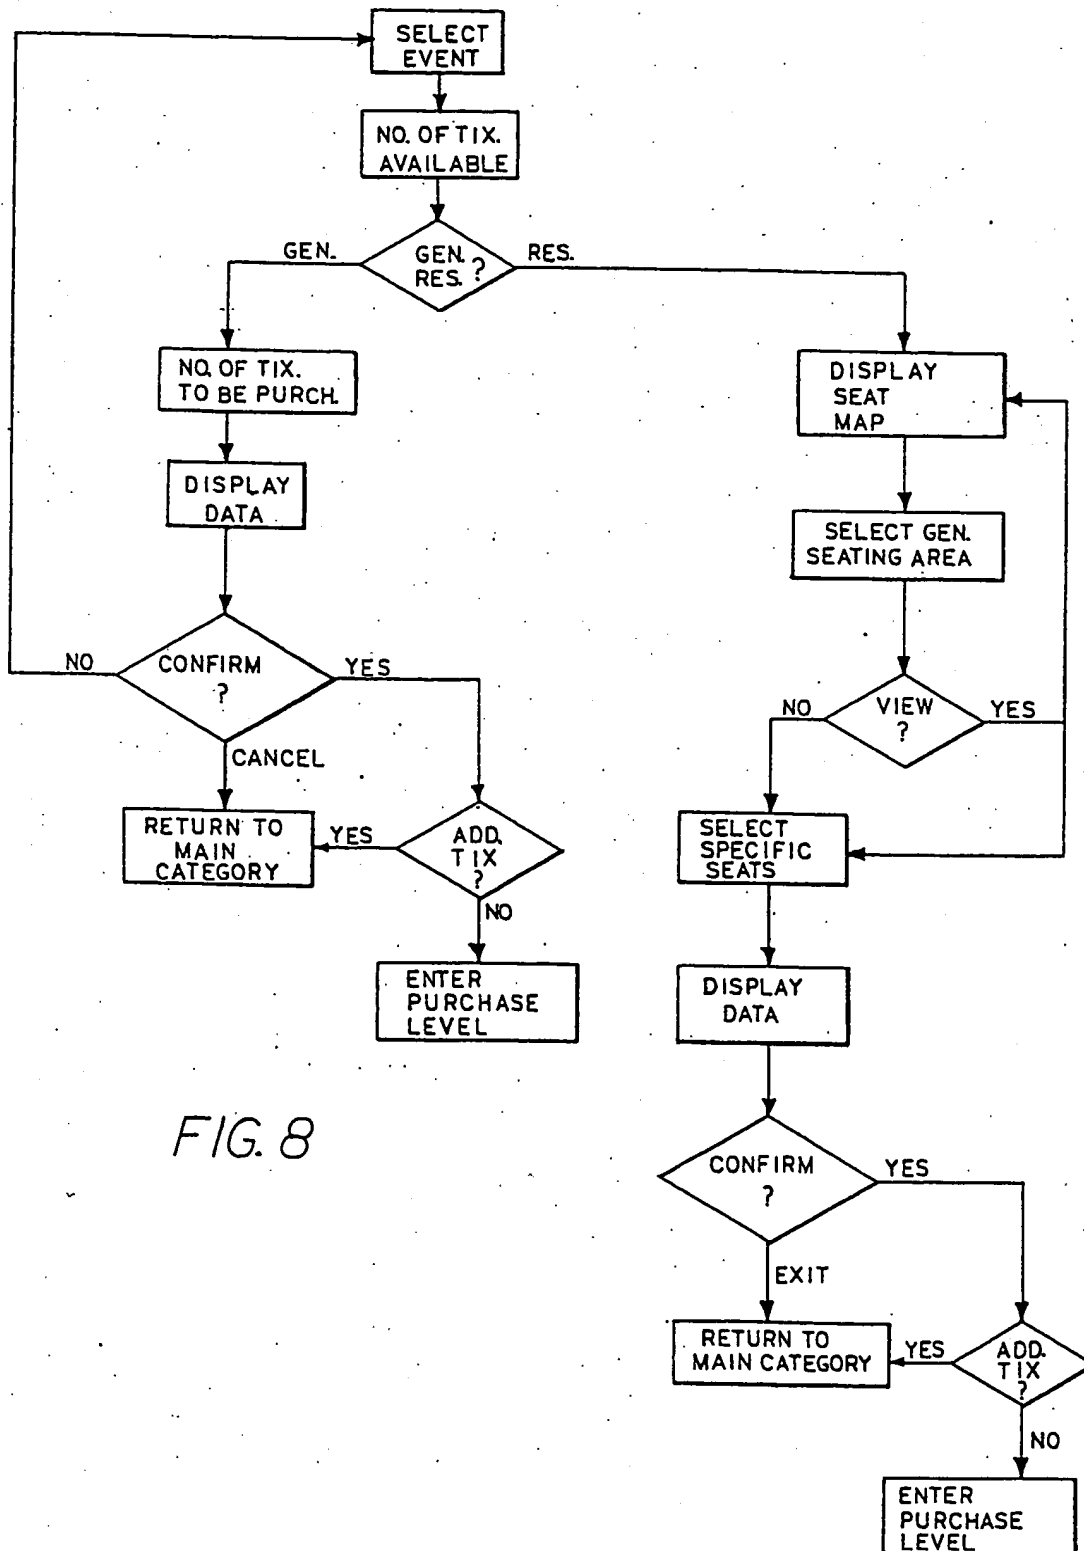 SELECT
EVENT
NO. OF TIX.
AVAILABLE
GEN.
GEN.
RES. ?
RES.
NO. OF TIX.
TO BE PURCH.
DISPLAY
DATA
NO
CONFIRM
?
YES
CANCEL
RETURN TO
MAIN
CATEGORY
YES
ADD.
TIX
?
NO
ENTER
PURCHASE
LEVEL
DISPLAY
SEAT
MAP
SELECT GEN.
SEATING AREA
NO
VIEW
?
YES
SELECT
SPECIFIC
SEATS
DISPLAY
DATA
CONFIRM
?
YES
EXIT
RETURN TO
MAIN CATEGORY
YES
ADD.
TIX
?
NO
ENTER
PURCHASE
LEVEL
FIG. 8